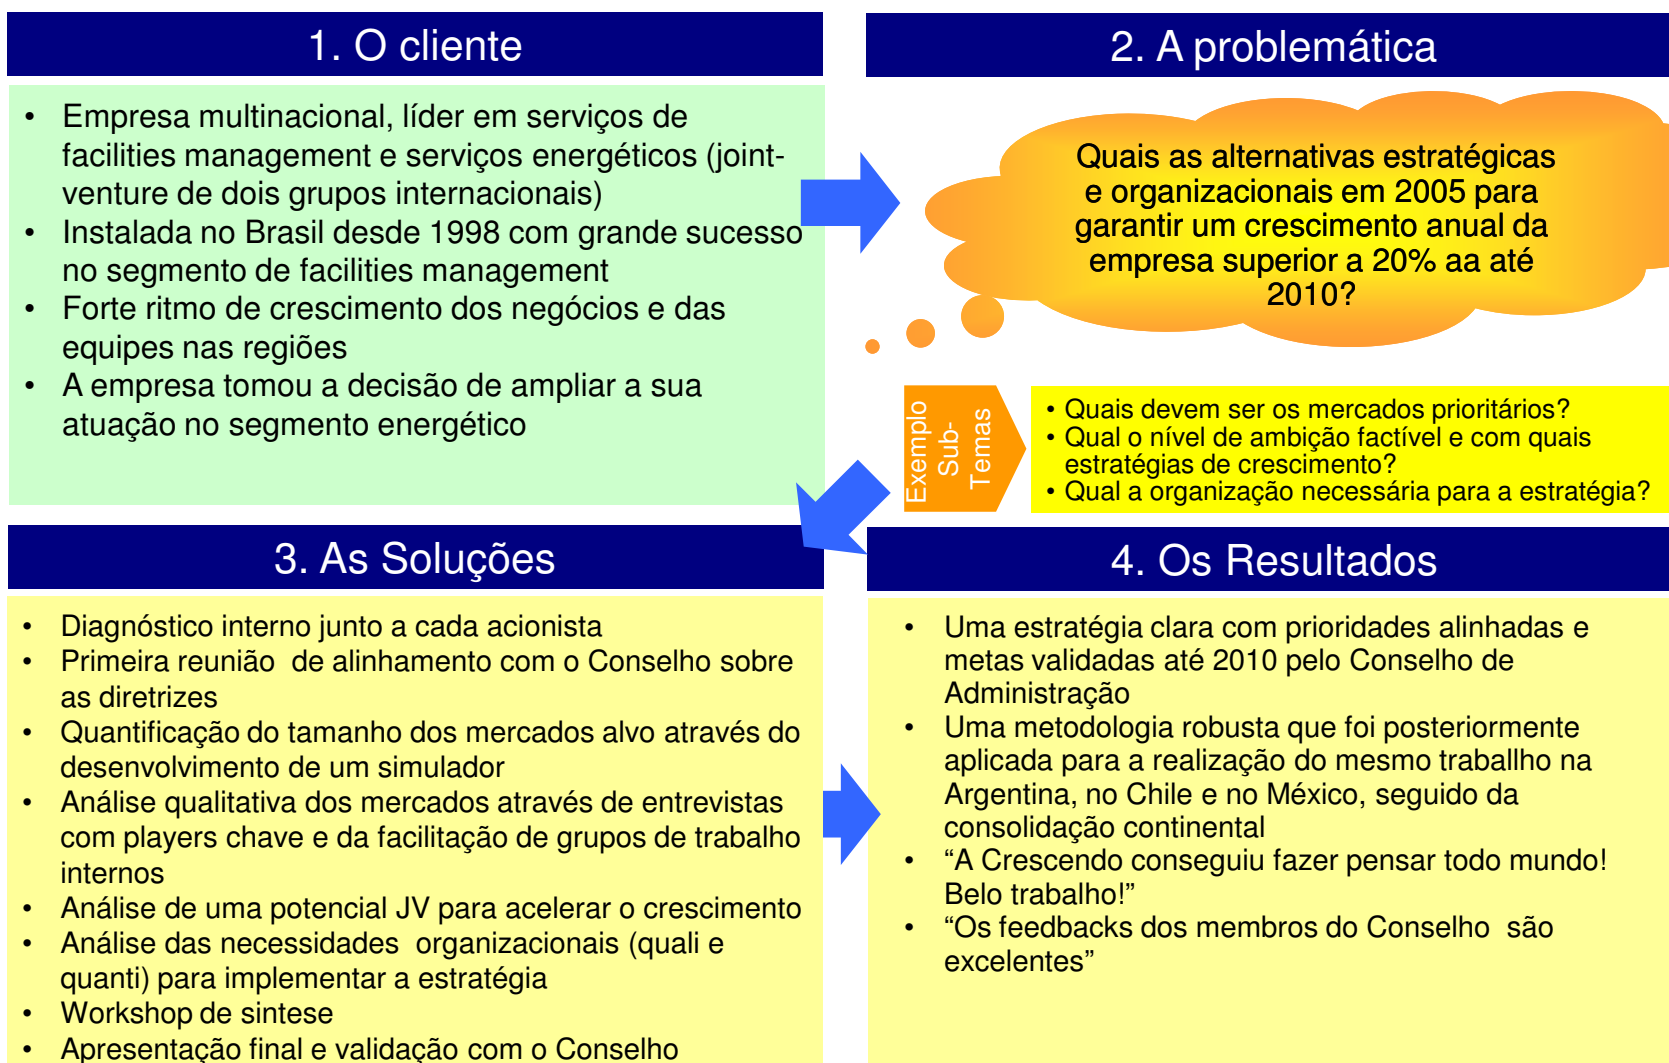 1. O cliente
• Empresa multinacional, líder em serviços de
facilities management e serviços energéticos (joint-
venture de dois grupos internacionais)
• Instalada no Brasil desde 1998 com grande sucesso
no segmento de facilities management
• Forte ritmo de crescimento dos negócios e das
equipes nas regiões
• A empresa tomou a decisão de ampliar a sua
atuação no segmento energético
2. A problemática
Quais as alternativas estratégicas
e organizacionais em 2005 para
garantir um crescimento anual da
empresa superior a 20% aa até
2010?
Exemplo
Sub-
Temas
• Quais devem ser os mercados prioritários?
• Qual o nível de ambição factível e com quais
estratégias de crescimento?
• Qual a organização necessária para a estratégia?
3. As Soluções
• Diagnóstico interno junto a cada acionista
• Primeira reunião de alinhamento com o Conselho sobre
as diretrizes
• Quantificação do tamanho dos mercados alvo através do
desenvolvimento de um simulador
• Análise qualitativa dos mercados através de entrevistas
com players chave e da facilitação de grupos de trabalho
internos
• Análise de uma potencial JV para acelerar o crescimento
• Análise das necessidades organizacionais (quali e
quanti) para implementar a estratégia
• Workshop de sintese
• Apresentação final e validação com o Conselho
4. Os Resultados
• Uma estratégia clara com prioridades alinhadas e
metas validadas até 2010 pelo Conselho de
Administração
• Uma metodologia robusta que foi posteriormente
aplicada para a realização do mesmo traballho na
Argentina, no Chile e no México, seguido da
consolidação continental
• “A Crescendo conseguiu fazer pensar todo mundo!
Belo trabalho!”
• “Os feedbacks dos membros do Conselho são
excelentes”